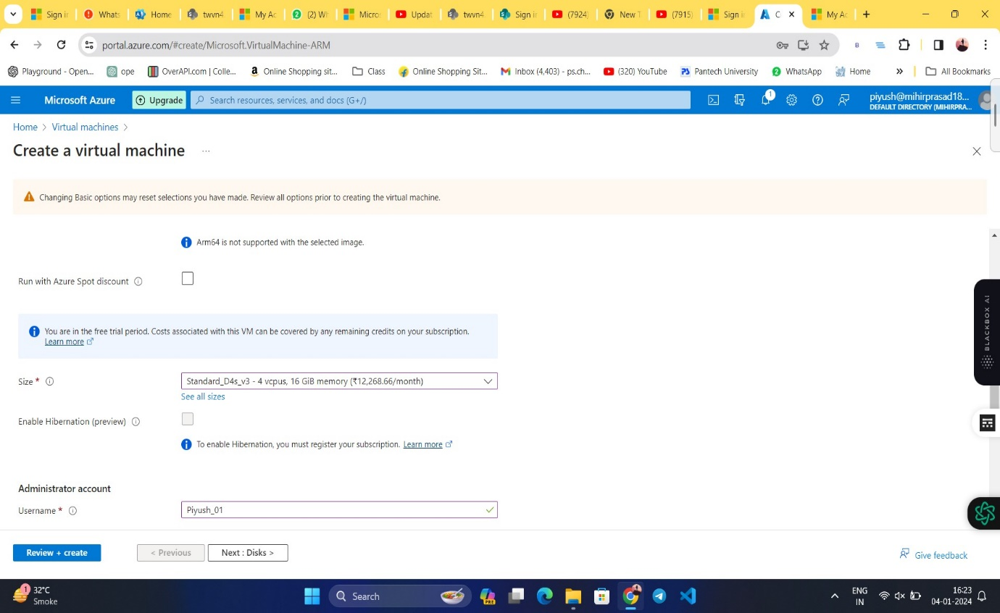 Sign in
Whats
Home
twvn4
My Ac
(2) Wh
Micros
Updat
twvn4
Sign in
(7924)
New T
(7915)
Sign in
C
My Ac
portal.azure.com/#create/Microsoft.VirtualMachine-ARM
B
Playground - Open...
ope
OverAPI.com | Colle...
Online Shopping sit...
Class
Online Shopping Sit...
Inbox (4,403) - ps.ch...
(320) YouTube
Pantech University
WhatsApp
Home
»
All Bookmarks
Microsoft Azure
Upgrade
Search resources, services, and docs (G+/)
1
piyush@mihirprasad18...
DEFAULT DIRECTORY (MIHIRPRA...
Home > Virtual machines >
Create a virtual machine
...
Changing Basic options may reset selections you have made. Review all options prior to creating the virtual machine.
Arm64 is not supported with the selected image.
Run with Azure Spot discount
You are in the free trial period. Costs associated with this VM can be covered by any remaining credits on your subscription.
Learn more
BLACKBOX AI
Size *
Standard_D4s_v3 - 4 vcpus, 16 GiB memory (₹12,268.66/month)
See all sizes
Enable Hibernation (preview)
To enable Hibernation, you must register your subscription. Learn more
Administrator account
Username *
Piyush_01
Review + create
< Previous
Next : Disks >
Give feedback
1
32°C
Smoke
Search
PRE
ENG
IN
16:23
04-01-2024